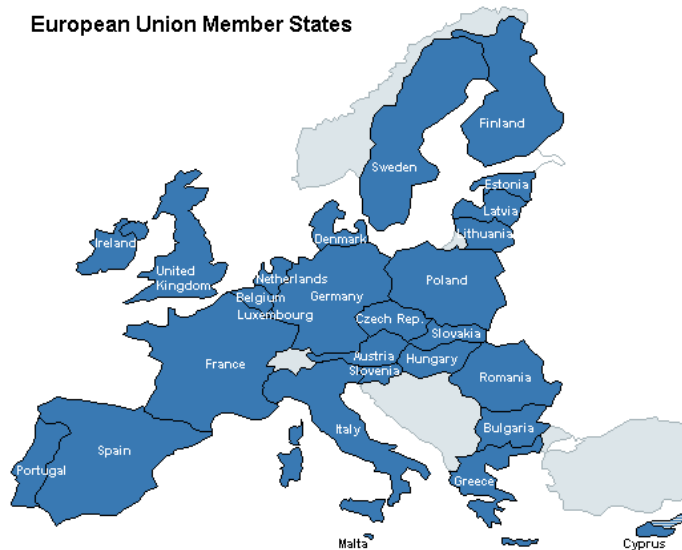 European Union Member States
Finland
Sweden
Estonia
Latvia
Lithuania
Denmark
Ireland
United
Kingdom
Netherlands
Belgium
Germany
Luxembourg
Poland
Czech Rep.
Slovakia
France
Austria
Hungary
Slovenia
Romania
Italy
Bulgaria
Spain
Portugal
Greece
Malta
Cyprus